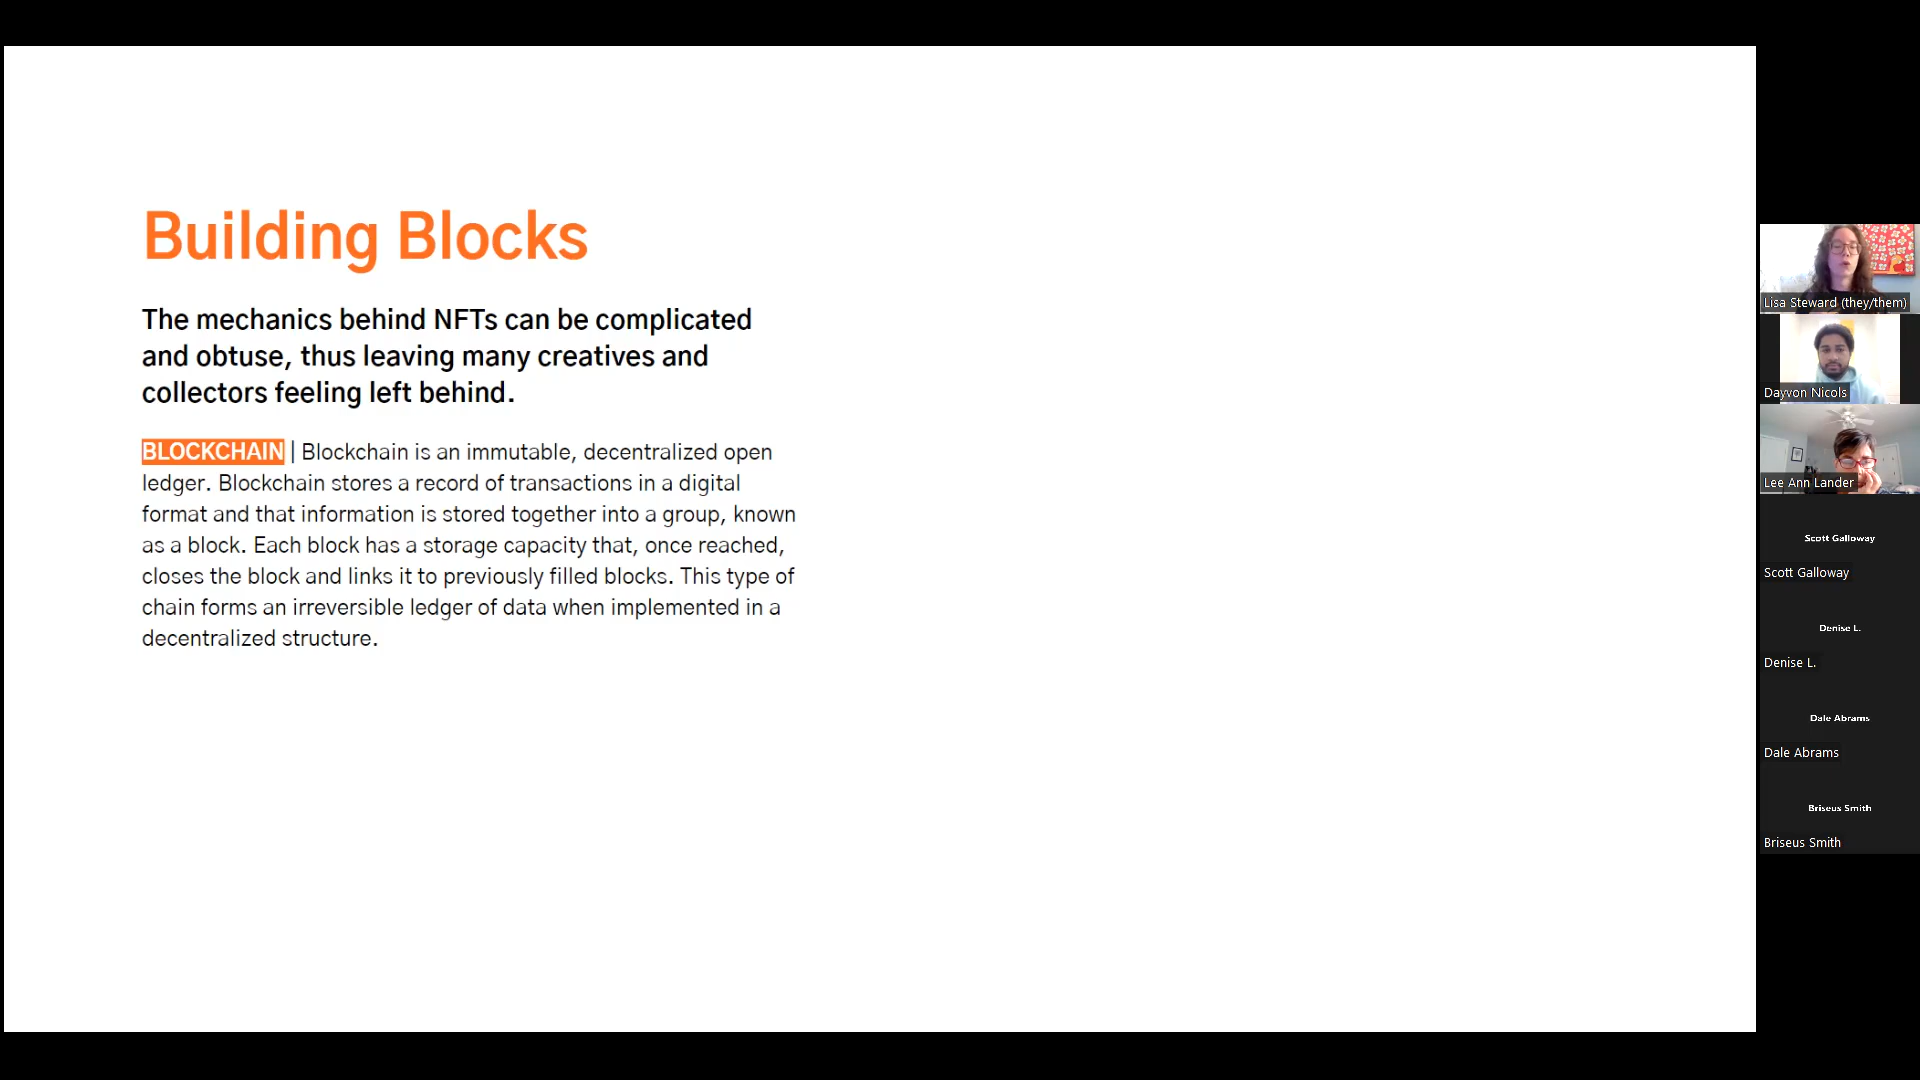 Building Blocks
The mechanics behind NFTs can be complicated
and obtuse, thus leaving many creatives and
collectors feeling left behind.
BLOCKCHAIN | Blockchain is an immutable, decentralized open
ledger. Blockchain stores a record of transactions in a digital
format and that information is stored together into a group, known
as a block. Each block has a storage capacity that, once reached,
closes the block and links it to previously filled blocks. This type of
chain forms an irreversible ledger of data when implemented in a
decentralized structure.
Lisa Steward (they/them)
Dayvon Nicols
Lee Ann Lander
Scott Galloway
Scott Galloway
Denise L.
Denise L.
Dale Abrams
Dale Abrams
Briseus Smith
Briseus Smith